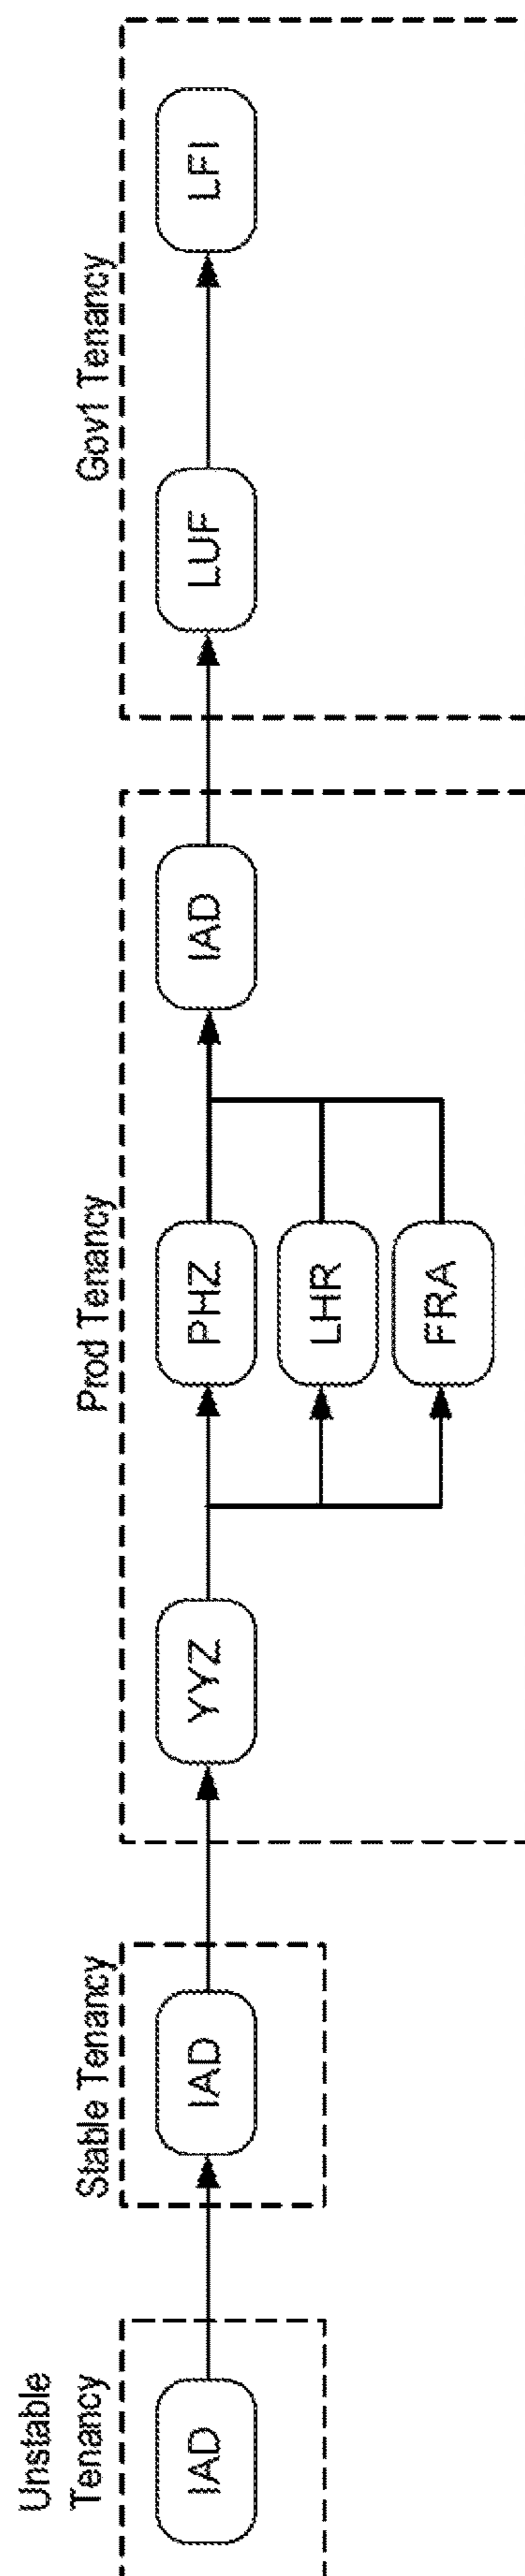 Unstable
Tenancy
IAD
Stable Tenancy
IAD
Prod Tenancy
YYZ
PHZ
LHR
FRA
IAD
Gov1 Tenancy
LUF
LFI